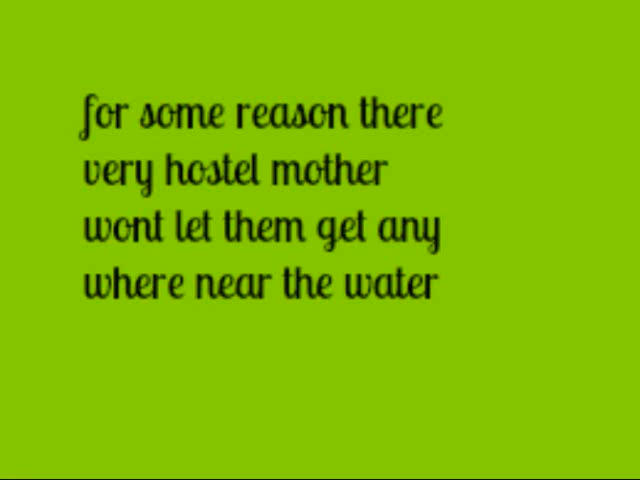 for some reason there
very hostel mother
wont let them get any
where near the water